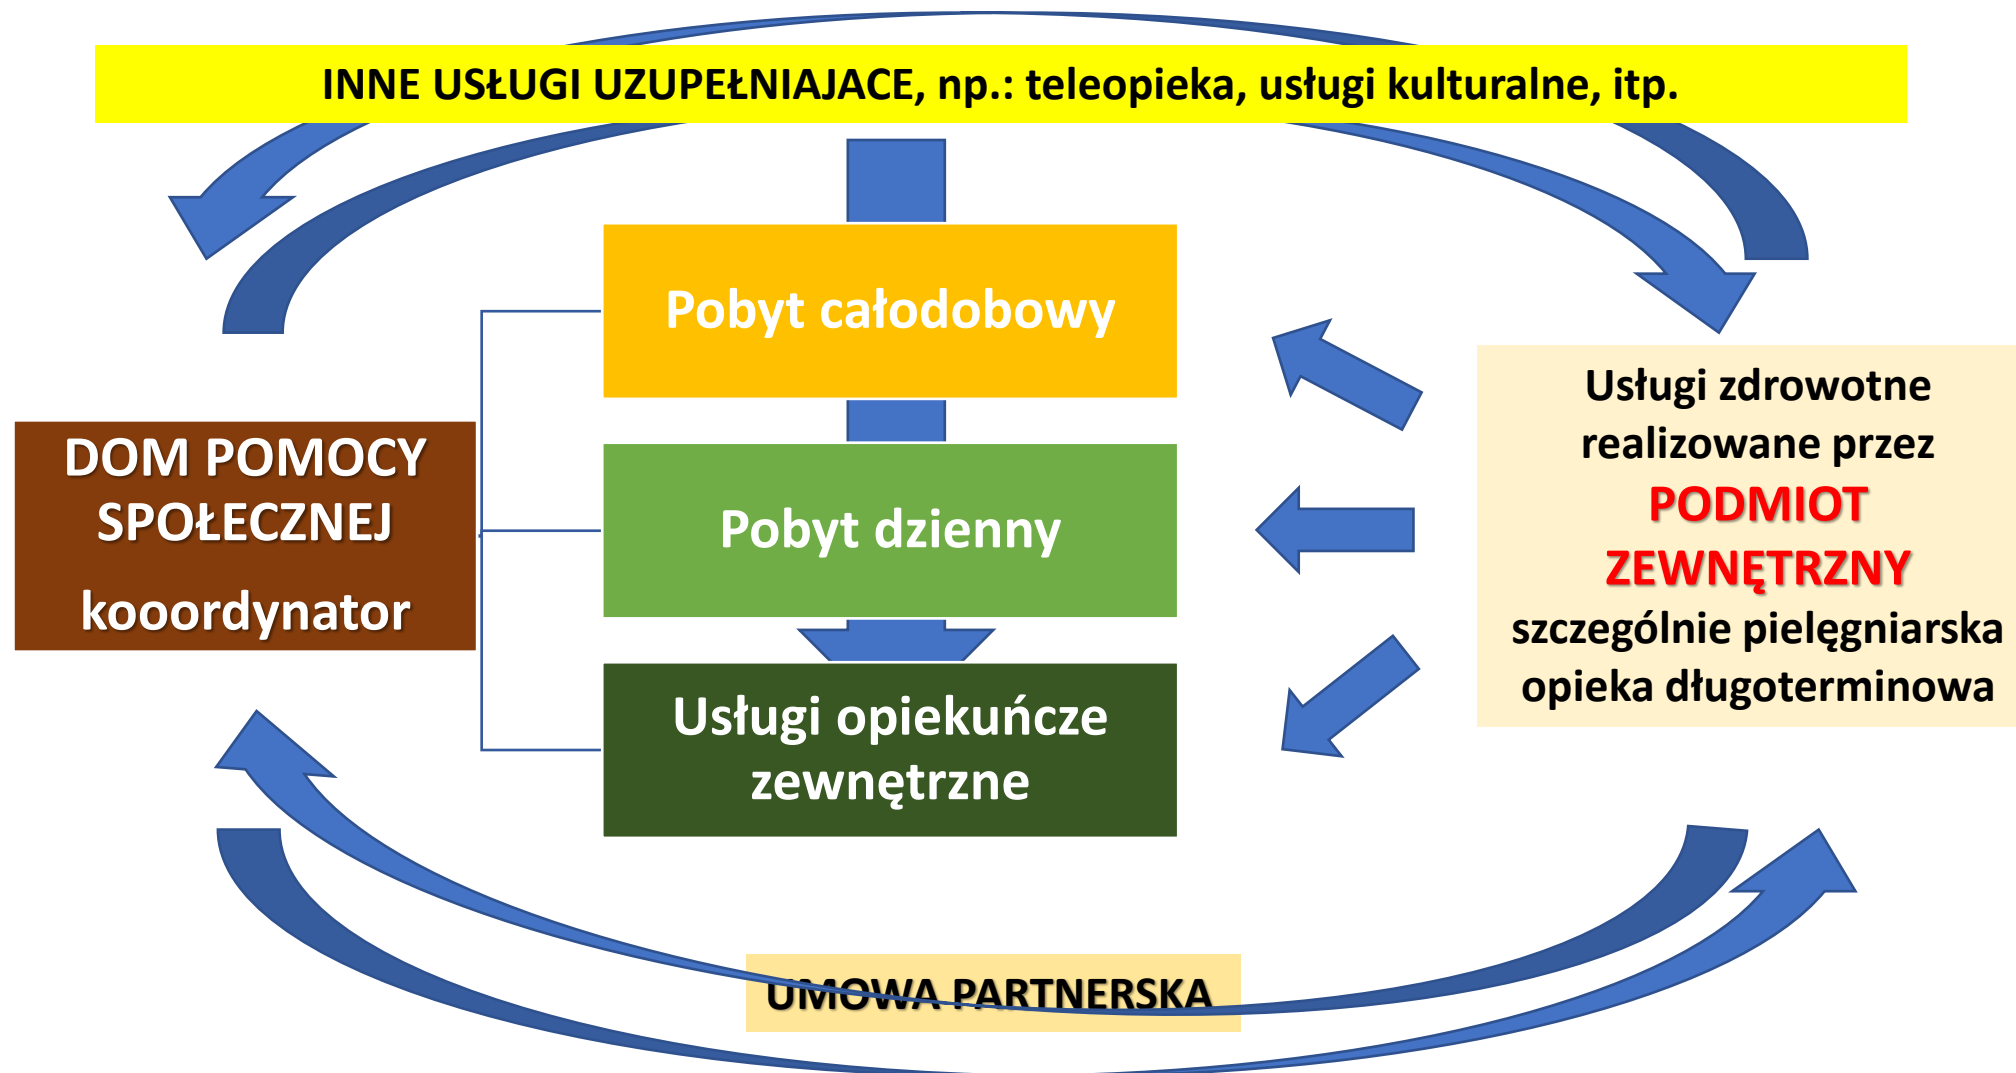 INNE USŁUGI UZUPEŁNIAJACE, np.: teleopieka, usługi kulturalne, itp.
Pobyt całodobowy
Pobyt dzienny
Usługi opiekuńcze
zewnętrzne
DOM POMOCY
SPOŁECZNEJ
kooordynator
Usługi zdrowotne
realizowane przez
PODMIOT
ZEWNĘTRZNY
szczególnie pielęgniarska
opieka długoterminowa
UMOWA PARTNERSKA